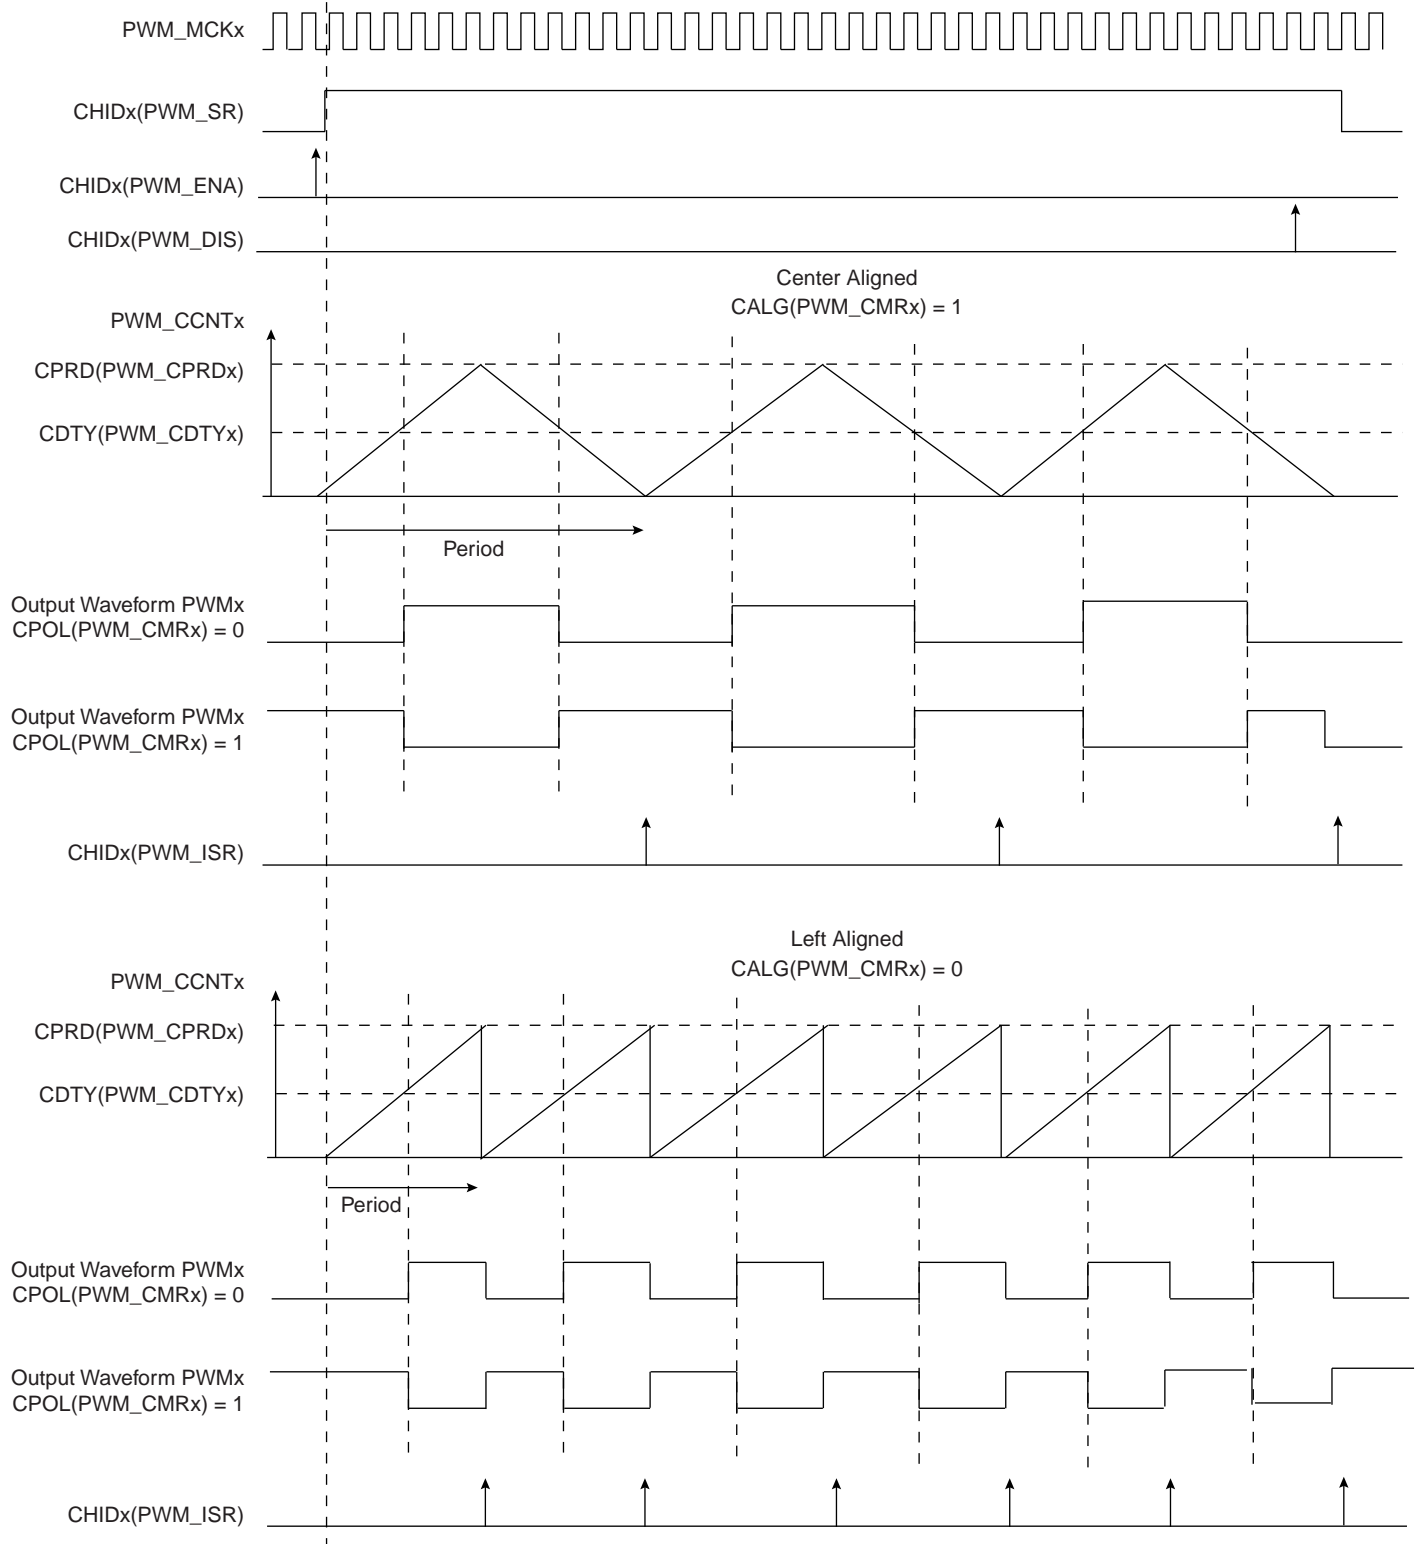 PWM_MCKx
CHIDx(PWM_SR)
CHIDx(PWM_ENA)
CHIDx(PWM_DIS)
Center Aligned
CALG(PWM_CMRx) = 1
PWM_CCNTx
CPRD(PWM_CPRDx)
CDTY(PWM_CDTYx)
Period
Output Waveform PWMx
CPOL(PWM_CMRx) = 0
Output Waveform PWMx
CPOL(PWM_CMRx) = 1
CHIDx(PWM_ISR)
Left Aligned
CALG(PWM_CMRx) = 0
PWM_CCNTx
CPRD(PWM_CPRDx)
CDTY(PWM_CDTYx)
Period
Output Waveform PWMx
CPOL(PWM_CMRx) = 0
Output Waveform PWMx
CPOL(PWM_CMRx) = 1
CHIDx(PWM_ISR)